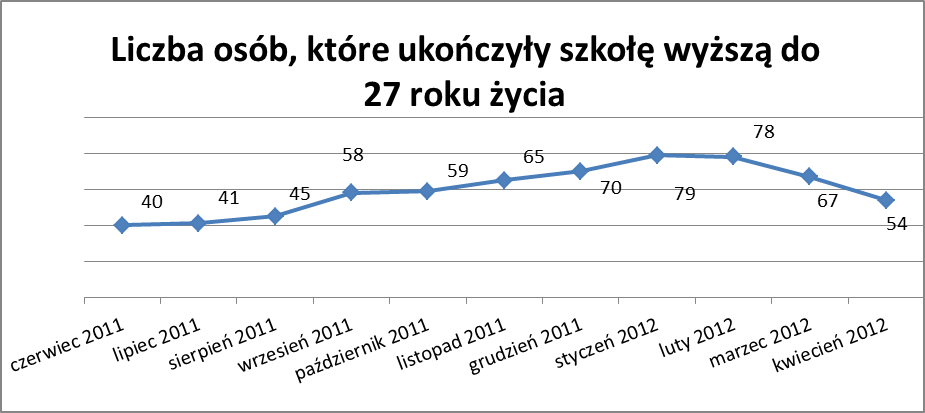 Liczba osób, które ukończyły szkołę wyższą do
27 roku życia
40
41
45
58
59
65
70
79
78
67
54
czerwiec 2011
lipiec 2011
sierpień 2011
wrzesień 2011
październik 2011
listopad 2011
grudzień 2011
styczeń 2012
luty 2012
marzec 2012
kwiecień 2012